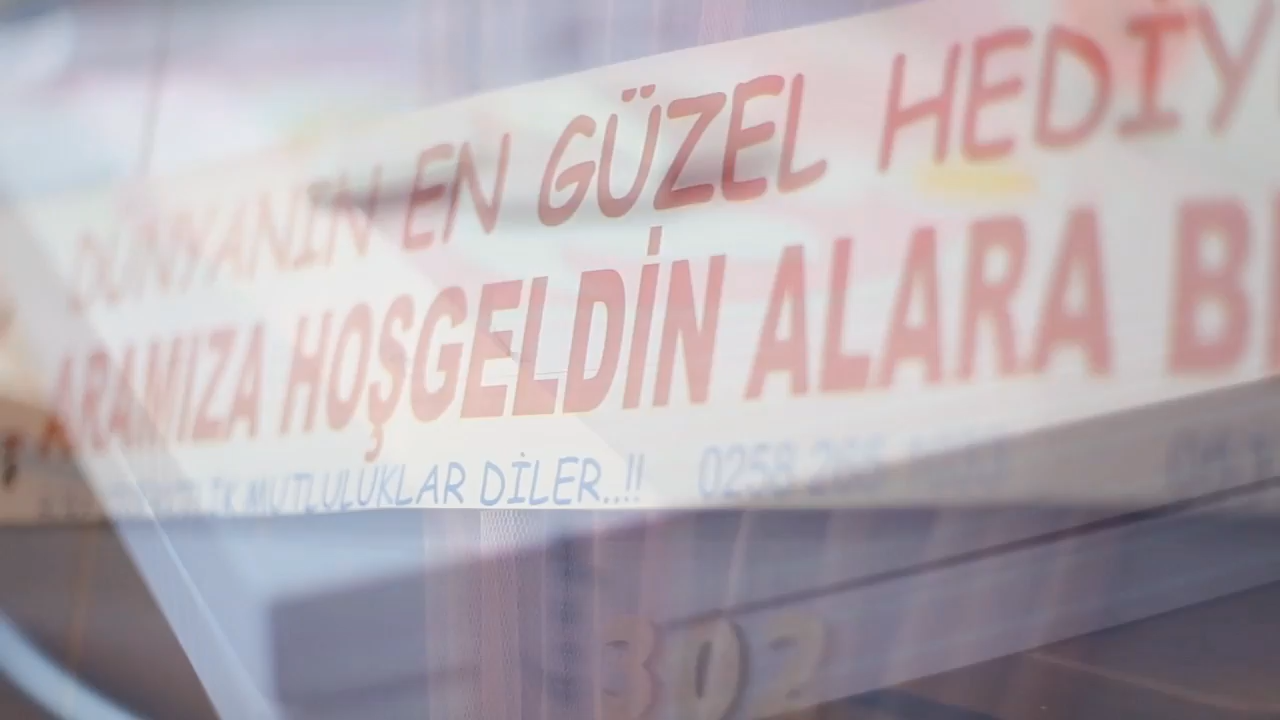 DÜNYANIN EN GÜZEL HEDİY
ARAMIZA HOŞGELDİN ALARA B
MUTLULUKLAR DİLER..!! 0258
302